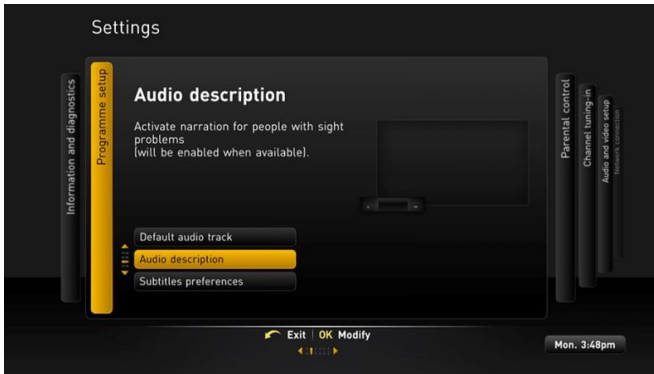 Settings
Information and diagnostics
Programme setup
Audio description
Activate narration for people with sight
problems
(will be enabled when available).
Default audio track
Audio description
Subtitles preferences
Parental control
Channel tuning-in
Audio and video setup
Network connection
Exit OK Modify
Mon. 3:48pm